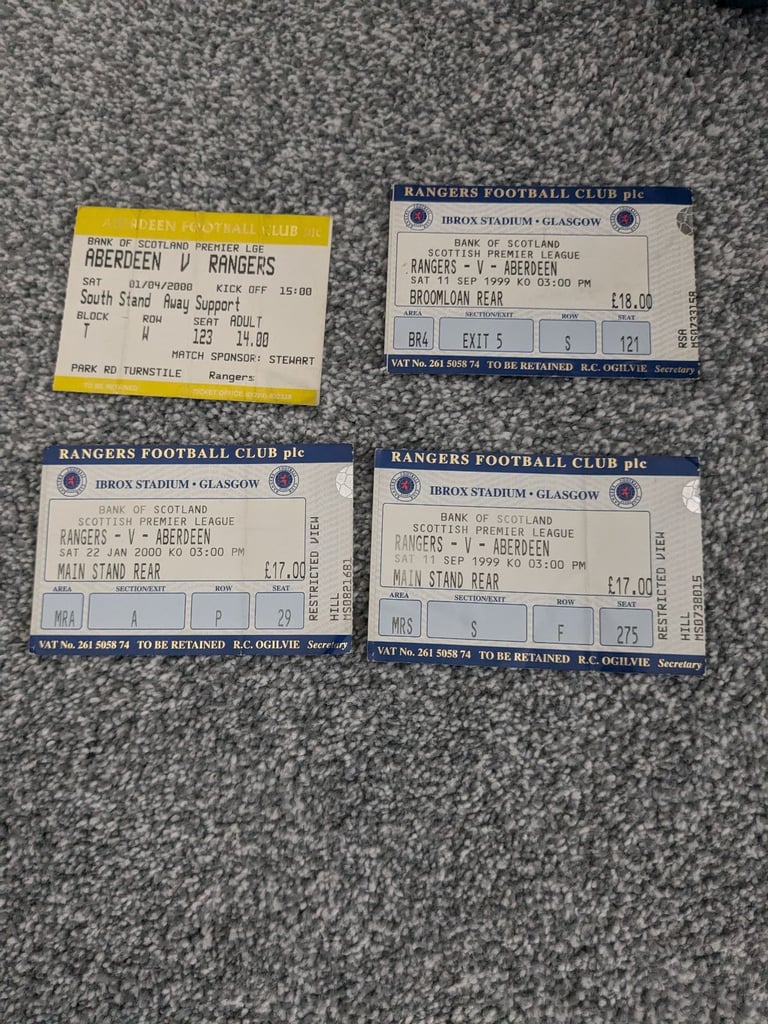 ABERDEEN FOOTBALL CLUB plc
BANK OF SCOTLAND PREMIER LGE
ABERDEEN V RANGERS
SAT 01/04/2000 KICK OFF 15:00
South Stand Away Support
BLOCK ROW SEAT ADULT
T W 123 14.00
MATCH SPONSOR: STEWART
PARK RD TURNSTILE Rangers
TO BE RETAINED TICKET OFFICE
RANGERS FOOTBALL CLUB plc
IBROX STADIUM • GLASGOW
BANK OF SCOTLAND
SCOTTISH PREMIER LEAGUE
RANGERS - V - ABERDEEN
SAT 11 SEP 1999 KO 03:00 PM
BROOMLOAN REAR £18.00
AREA SECTION/EXIT ROW SEAT
BR4 EXIT 5 S 121
VAT No. 261 5058 74 TO BE RETAINED R.C. OGILVIE Secretary
RSA
MS0733158
RANGERS FOOTBALL CLUB plc
IBROX STADIUM • GLASGOW
BANK OF SCOTLAND
SCOTTISH PREMIER LEAGUE
RANGERS - V - ABERDEEN
SAT 22 JAN 2000 KO 03:00 PM
MAIN STAND REAR £17.00
AREA SECTION/EXIT ROW SEAT
MRA A P 29
VAT No. 261 5058 74 TO BE RETAINED R.C. OGILVIE Secretary
RESTRICTED VIEW
HILL
MS0821681
RANGERS FOOTBALL CLUB plc
IBROX STADIUM • GLASGOW
BANK OF SCOTLAND
SCOTTISH PREMIER LEAGUE
RANGERS - V - ABERDEEN
SAT 11 SEP 1999 KO 03:00 PM
MAIN STAND REAR £17.00
AREA SECTION/EXIT ROW SEAT
MRS S F 275
VAT No. 261 5058 74 TO BE RETAINED R.C. OGILVIE Secretary
RESTRICTED VIEW
HILL
MS0738015